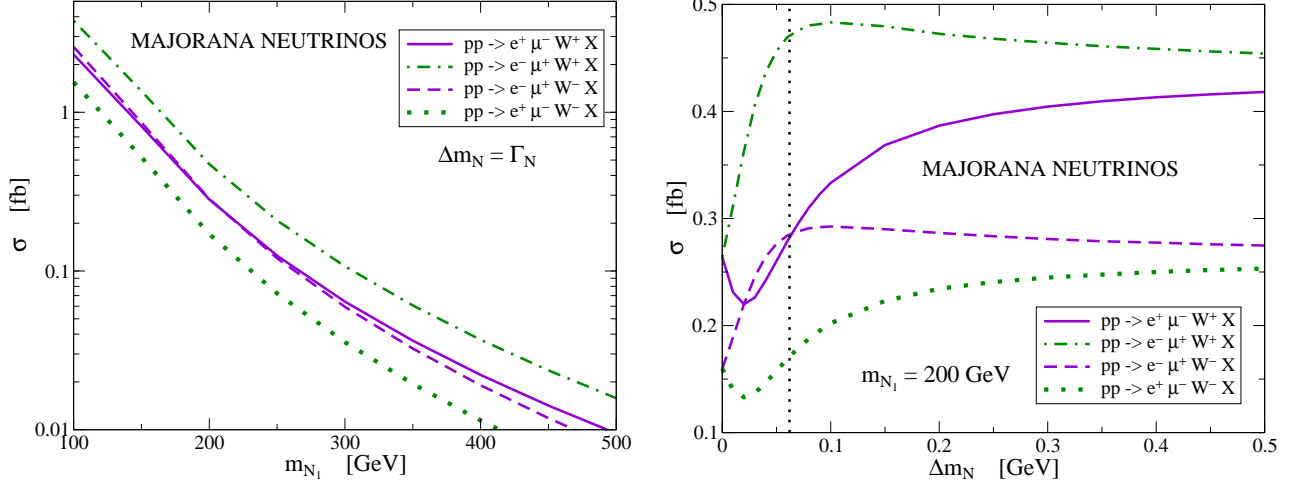 MAJORANA NEUTRINOS
pp -> e⁺ μ⁻ W⁺ X
pp -> e⁻ μ⁺ W⁺ X
pp -> e⁻ μ⁺ W⁻ X
pp -> e⁺ μ⁻ W⁻ X
Δm_N = Γ_N
σ [fb]
1
0.1
0.01
100 200 300 400 500
m_N₁ [GeV]
0.5
0.4
0.3
0.2
0.1
σ [fb]
MAJORANA NEUTRINOS
m_N₁ = 200 GeV
pp -> e⁺ μ⁻ W⁺ X
pp -> e⁻ μ⁺ W⁺ X
pp -> e⁻ μ⁺ W⁻ X
pp -> e⁺ μ⁻ W⁻ X
0 0.1 0.2 0.3 0.4 0.5
Δm_N [GeV]